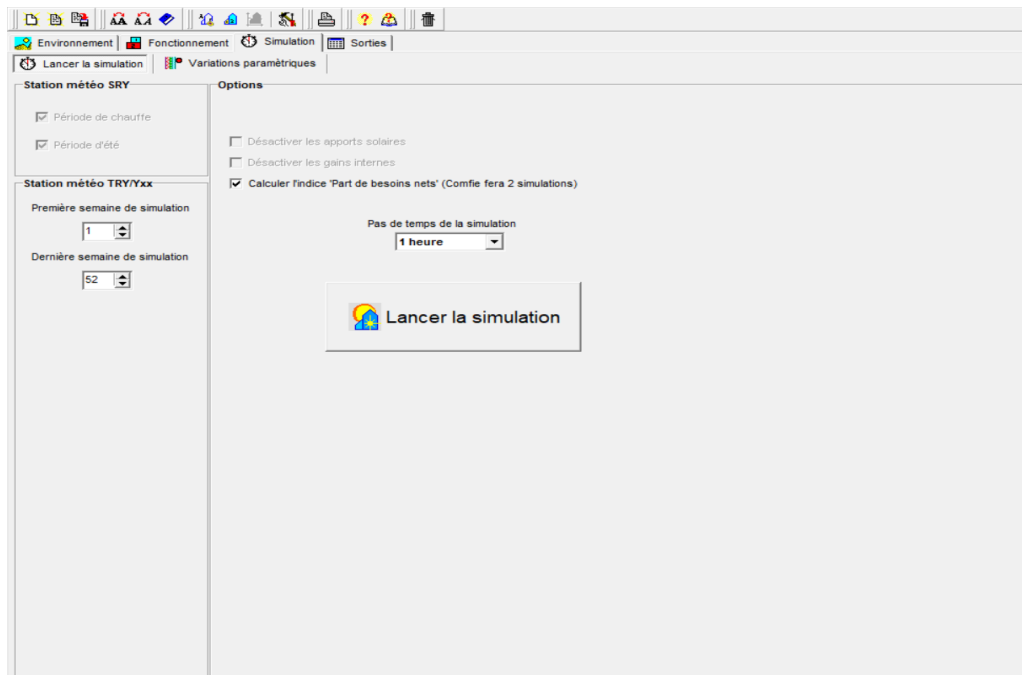 Environnement
Fonctionnement
Simulation
Sorties
Lancer la simulation
Variations paramètriques
Station météo SRY
Période de chauffe
Période d'été
Station météo TRY/Yxx
Première semaine de simulation
1
Dernière semaine de simulation
52
Options
Désactiver les apports solaires
Désactiver les gains internes
Calculer l'indice 'Part de besoins nets' (Comfie fera 2 simulations)
Pas de temps de la simulation
1 heure
Lancer la simulation